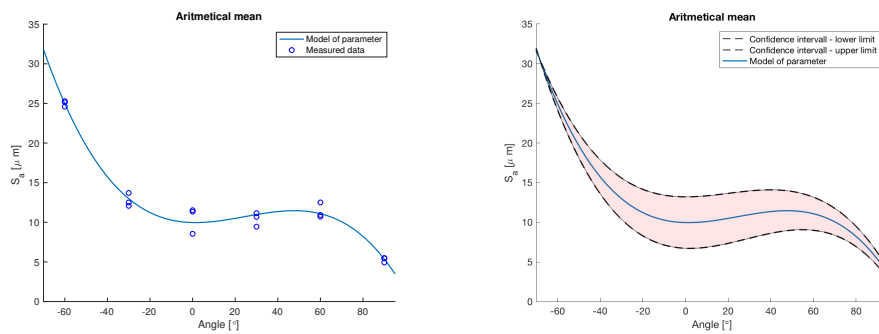 Aritmetical mean
35
30
25
20
15
10
5
0
S_a [μ m]
-60 -40 -20 0 20 40 60 80
Angle [°]
Model of parameter
Measured data
Aritmetical mean
35
30
25
20
15
10
5
0
S_a [μ m]
-60 -40 -20 0 20 40 60 80
Angle [°]
Confidence intervall - lower limit
Confidence intervall - upper limit
Model of parameter